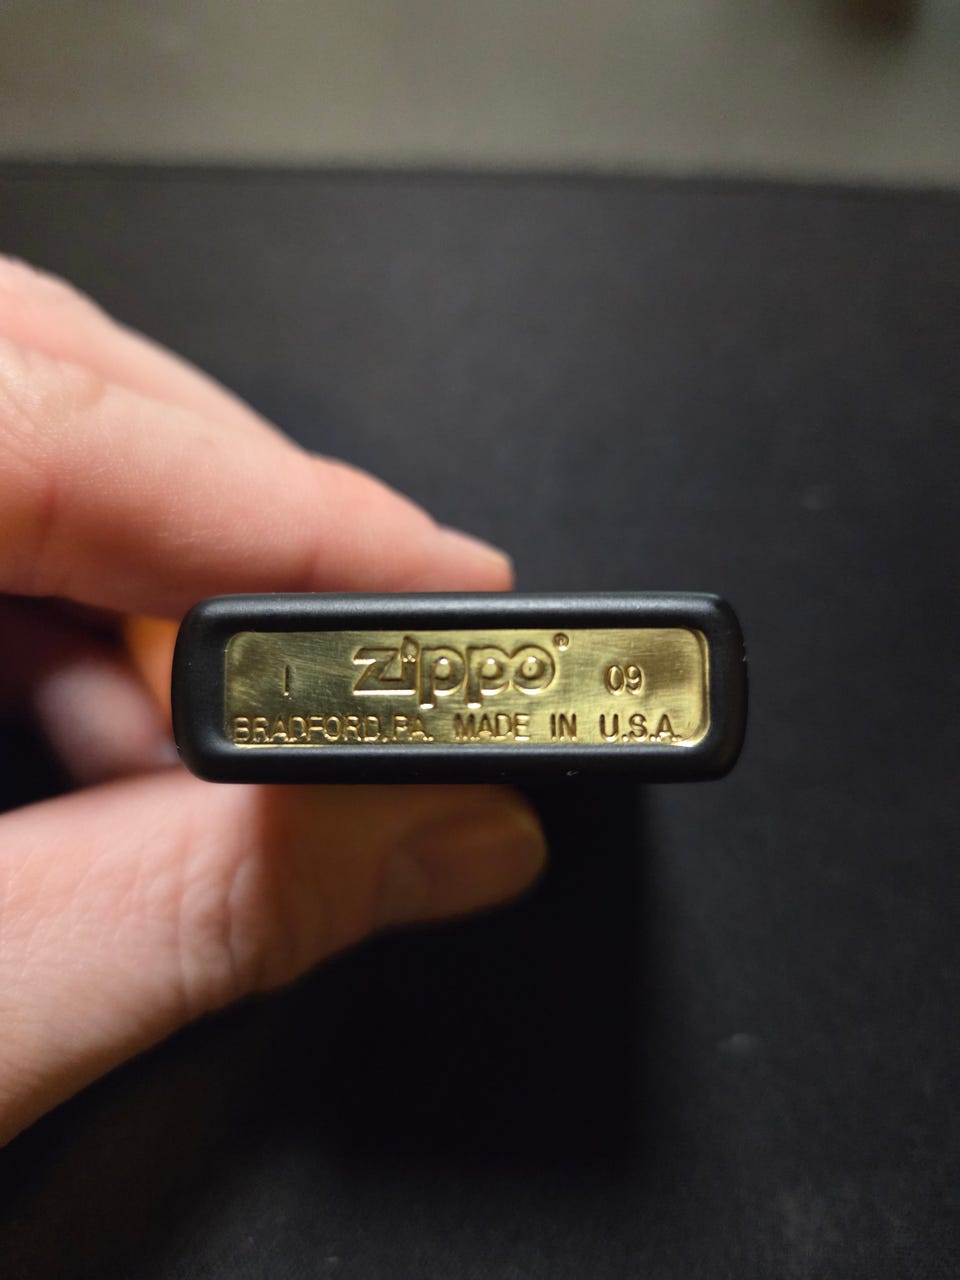 I zippo® 09
BRADFORD, PA. MADE IN U.S.A.